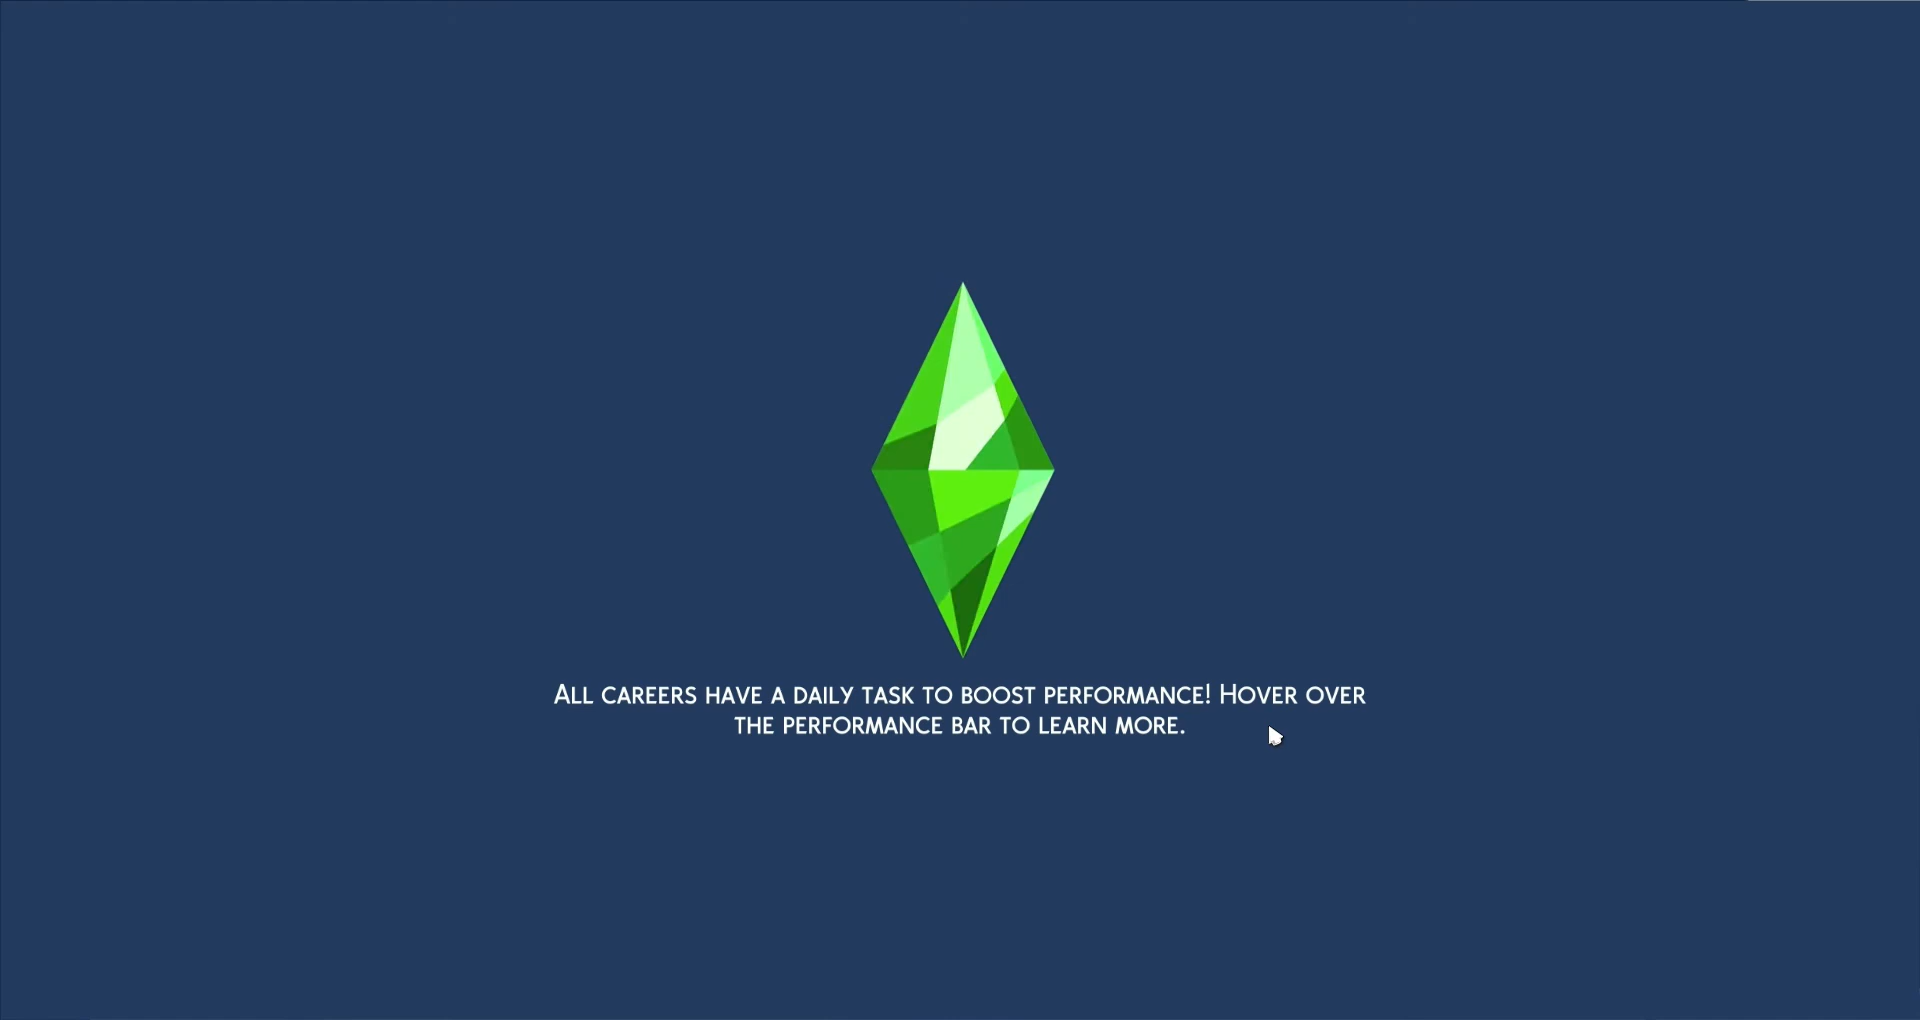 All careers have a daily task to boost performance! Hover over
the performance bar to learn more.